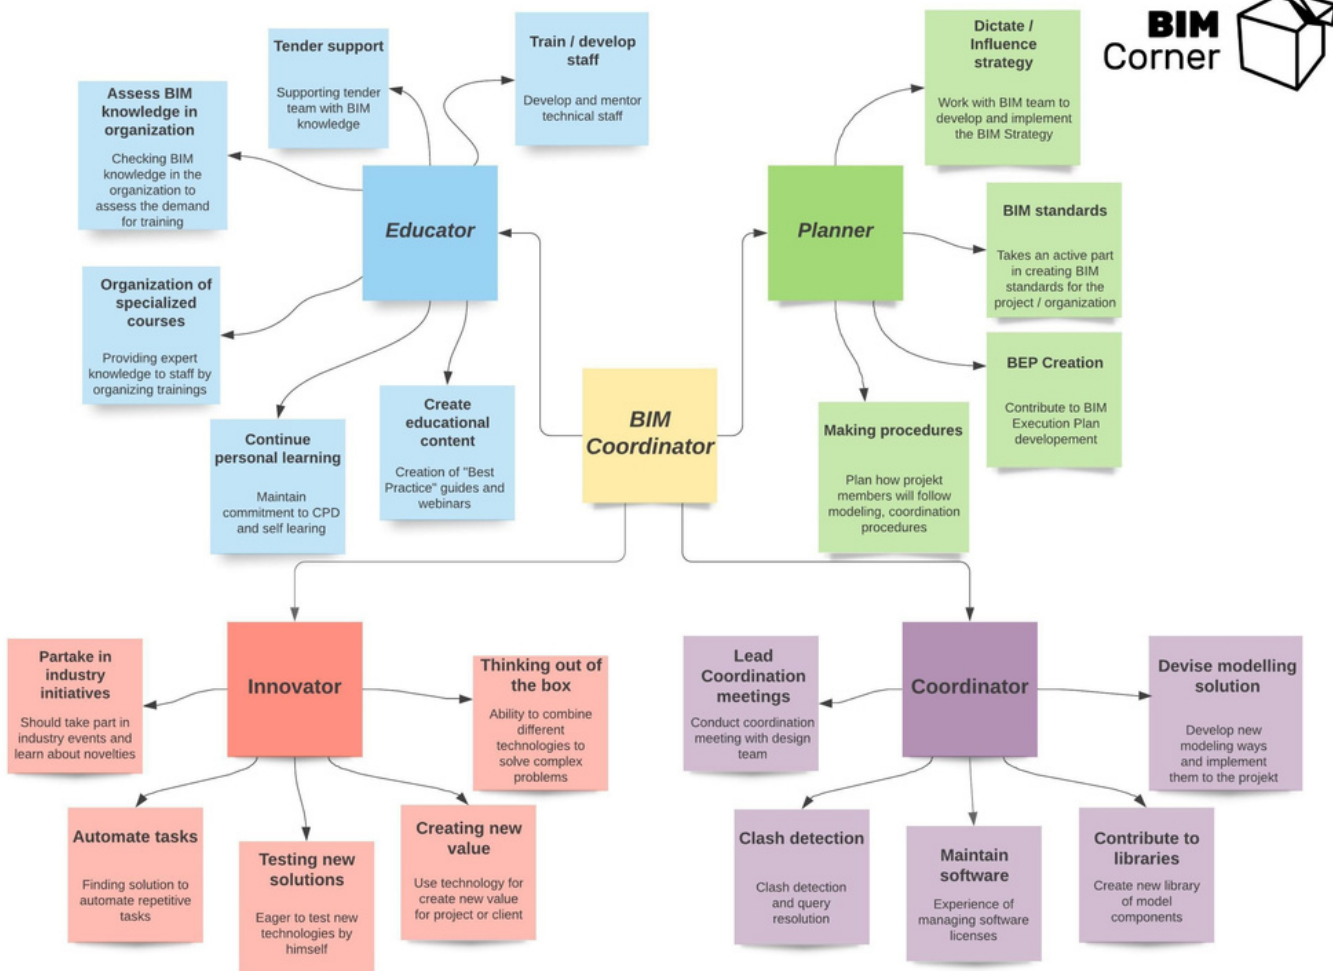 BIM
Corner
Tender support
Supporting tender
team with BIM
knowledge
Train / develop
staff
Develop and mentor
technical staff
Assess BIM
knowledge in
organization
Checking BIM
knowledge in the
organization to
assess the demand
for training
Educator
Organization of
specialized
courses
Providing expert
knowledge to staff by
organizing trainings
Continue
personal learning
Maintain
commitment to CPD
and self learing
Create
educational
content
Creation of "Best
Practice" guides and
webinars
Dictate /
Influence
strategy
Work with BIM team to
develop and implement
the BIM Strategy
Planner
BIM standards
Takes an active part
in creating BIM
standards for the
project / organization
BEP Creation
Contribute to BIM
Execution Plan
developement
Making procedures
Plan how projekt
members will follow
modeling, coordination
procedures
BIM
Coordinator
Innovator
Partake in
industry
initiatives
Should take part in
industry events and
learn about novelties
Thinking out of
the box
Ability to combine
different
technologies to
solve complex
problems
Automate tasks
Finding solution to
automate repetitive
tasks
Testing new
solutions
Eager to test new
technologies by
himself
Creating new
value
Use technology for
create new value
for project or client
Coordinator
Lead
Coordination
meetings
Conduct coordination
meeting with design
team
Devise modelling
solution
Develop new
modeling ways
and implement
them to the projekt
Clash detection
Clash detection
and query
resolution
Maintain
software
Experience of
managing software
licenses
Contribute to
libraries
Create new library
of model
components